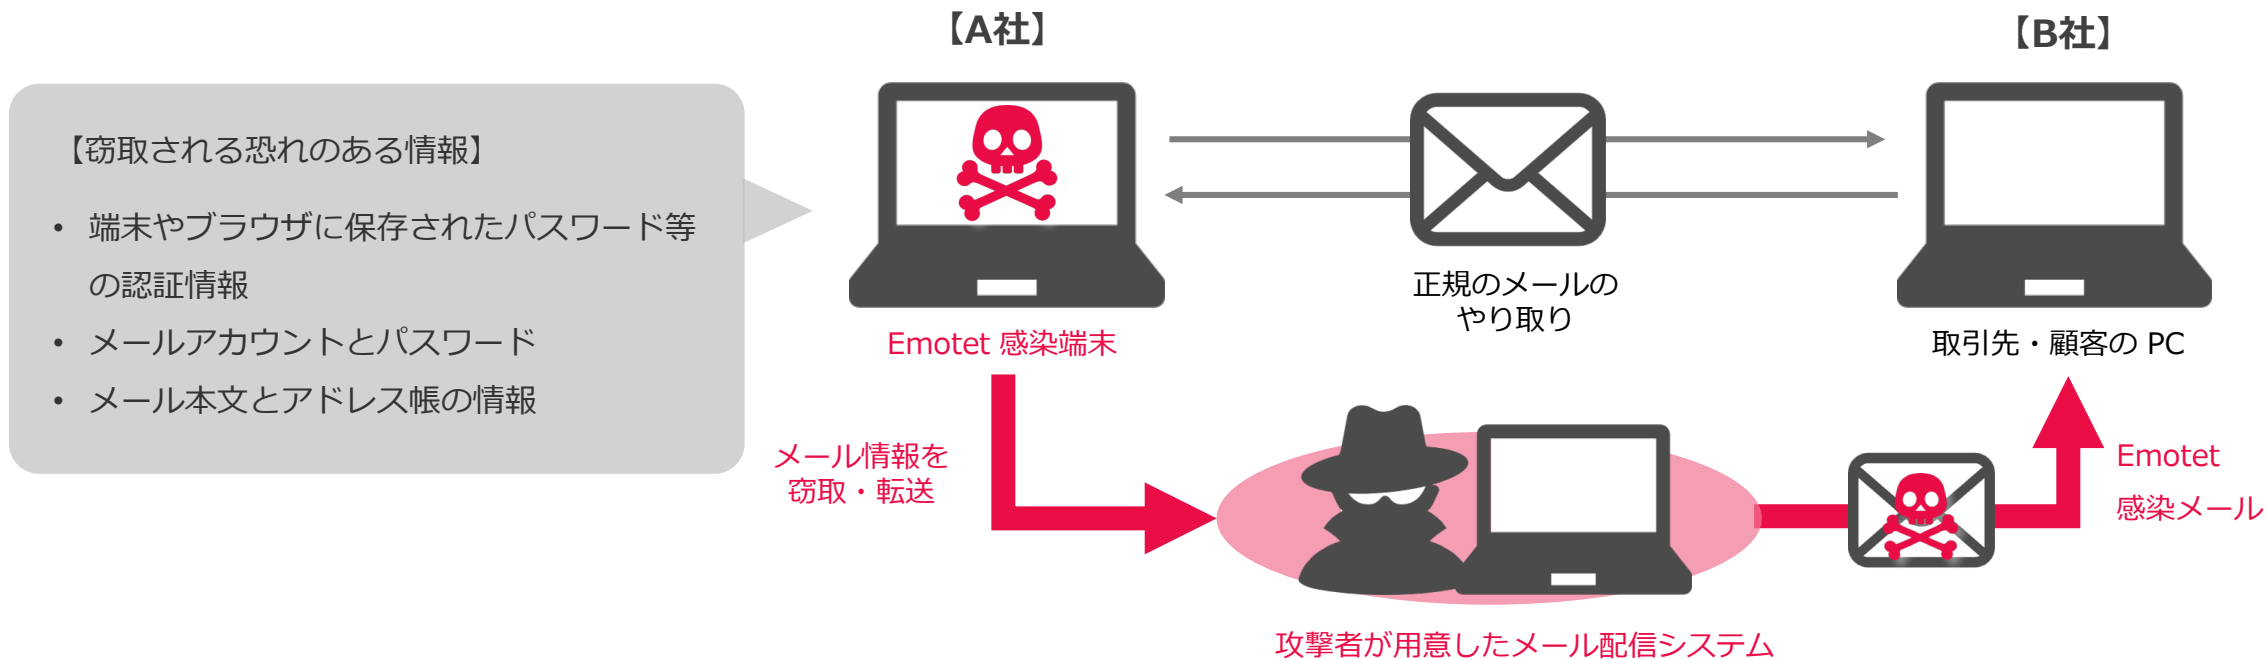 【A社】
【B社】
【窃取される恐れのある情報】
• 端末やブラウザに保存されたパスワード等
の認証情報
• メールアカウントとパスワード
• メール本文とアドレス帳の情報
正規のメールの
やり取り
Emotet 感染端末
取引先・顧客の PC
メール情報を
窃取・転送
Emotet
感染メール
攻撃者が用意したメール配信システム